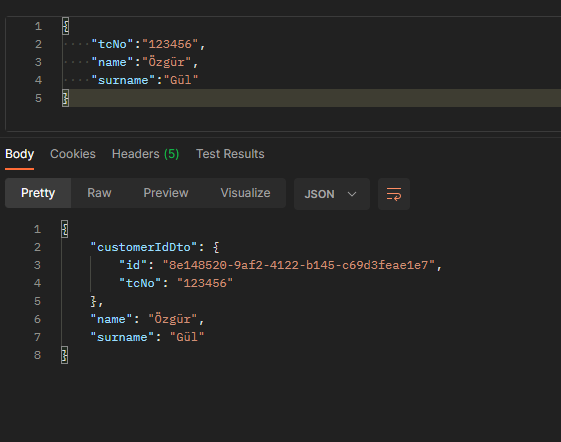 1 {
2 "tcNo":"123456",
3 "name":"Özgür",
4 "surname":"Gül"
5 }
Body Cookies Headers (5) Test Results
Pretty Raw Preview Visualize JSON
1 {
2 "customerIdDto": {
3 "id": "8e148520-9af2-4122-b145-c69d3feae1e7",
4 "tcNo": "123456"
5 },
6 "name": "Özgür",
7 "surname": "Gül"
8 }